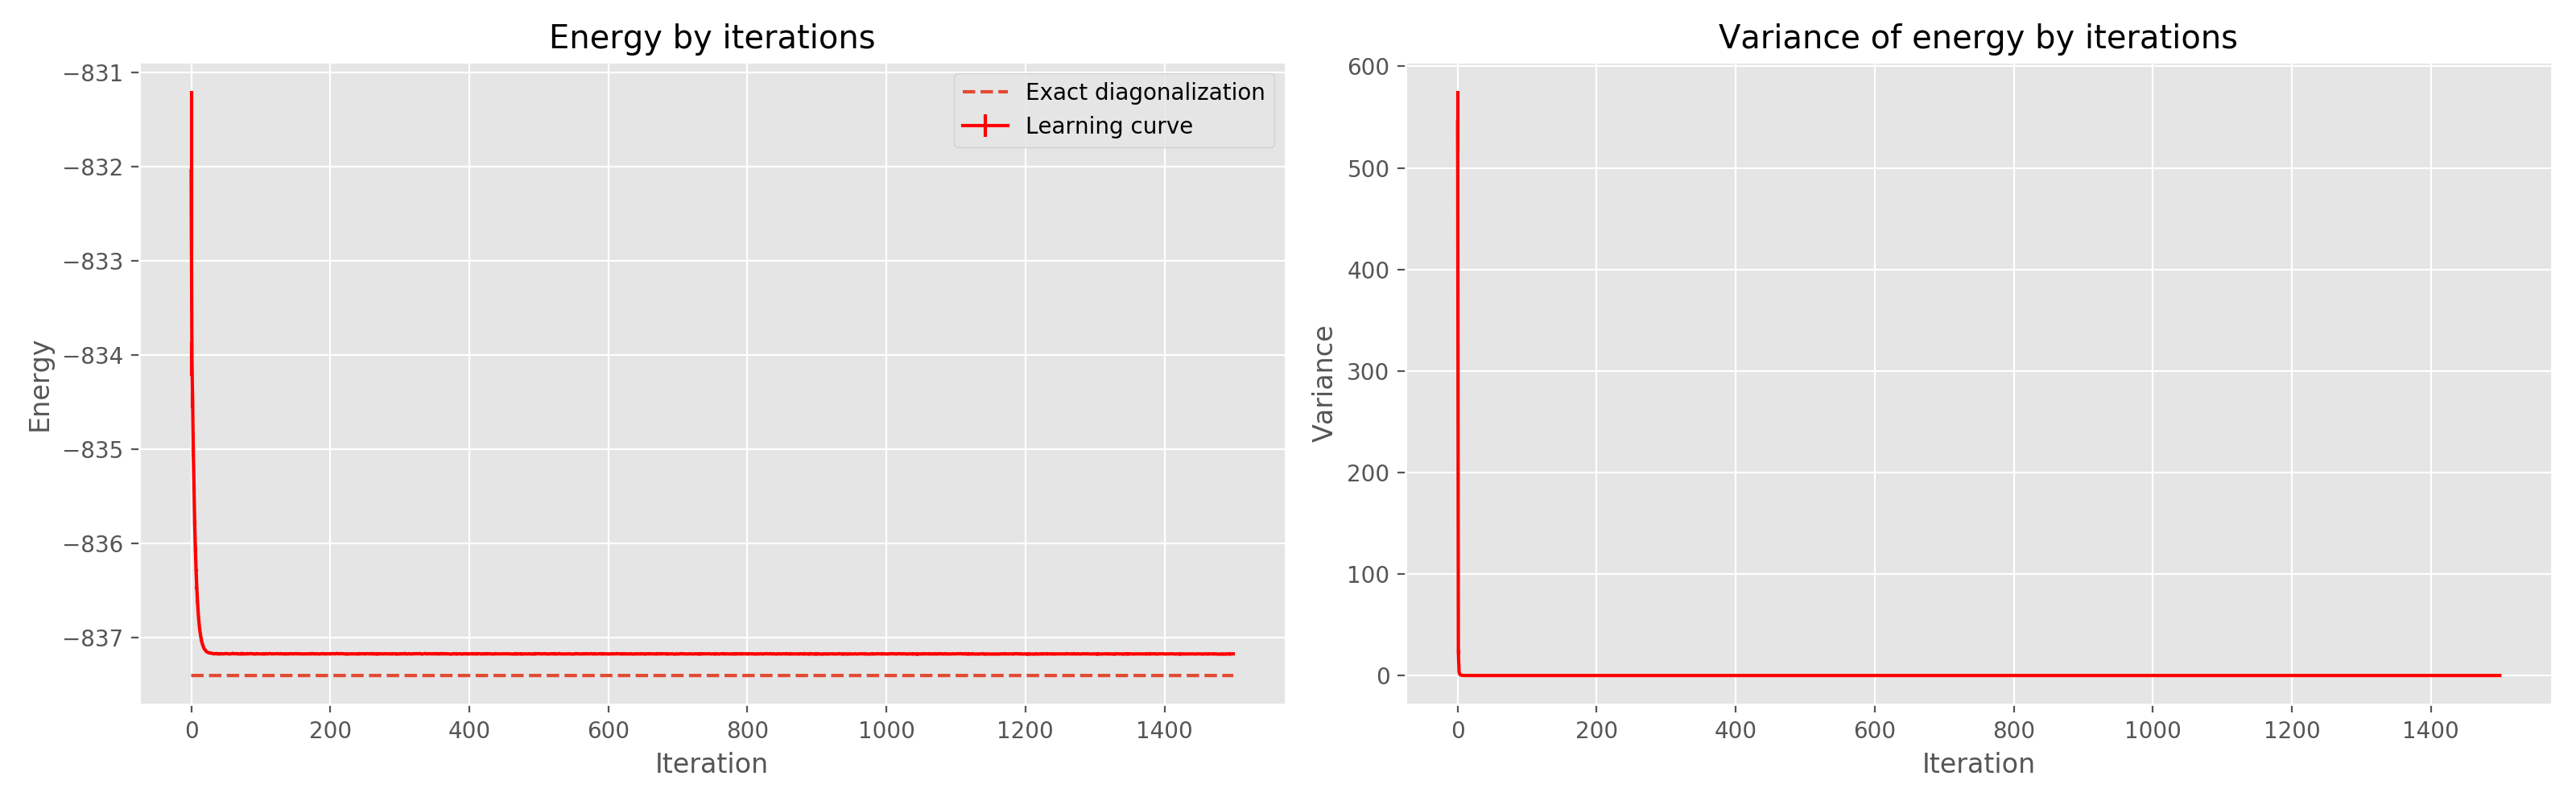 Energy by iterations
−831
−832
−833
−834
−835
−836
−837
Energy
Exact diagonalization
Learning curve
0 200 400 600 800 1000 1200 1400
Iteration
Variance of energy by iterations
600
500
400
300
200
100
0
Variance
0 200 400 600 800 1000 1200 1400
Iteration